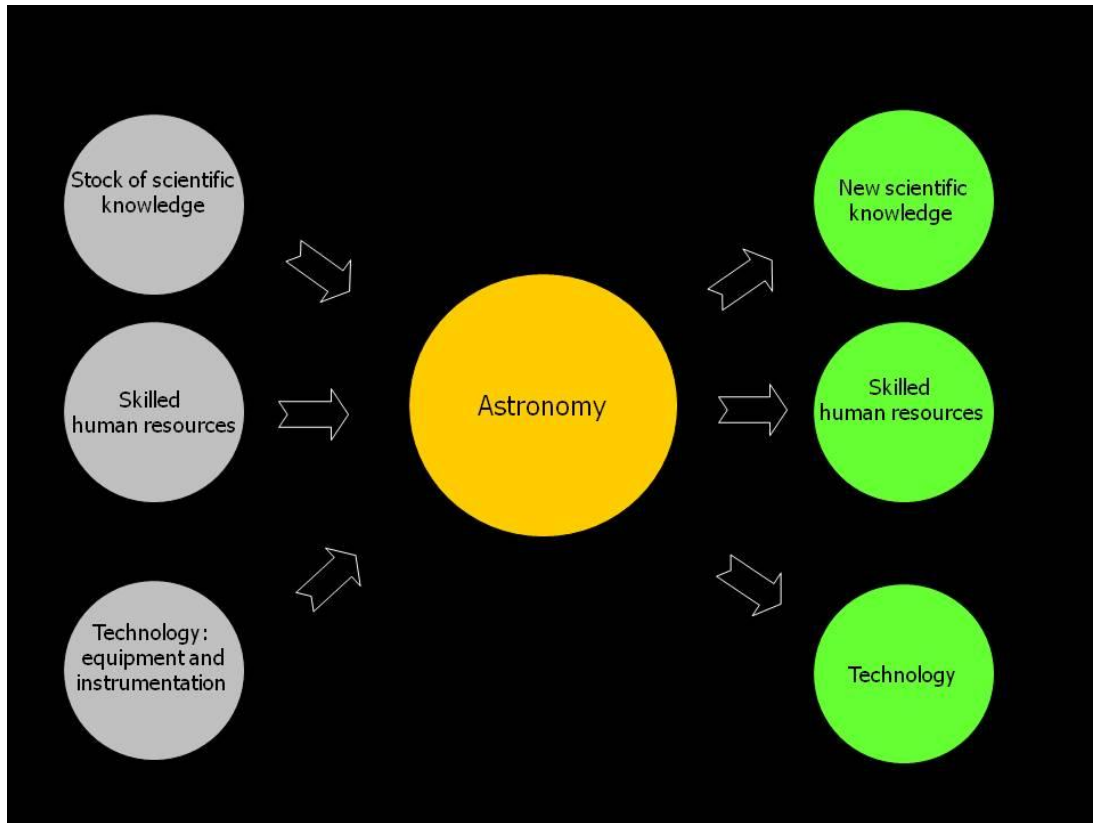 Stock of scientific
knowledge
Skilled
human resources
Technology :
equipment and
instrumentation
Astronomy
New scientific
knowledge
Skilled
human resources
Technology